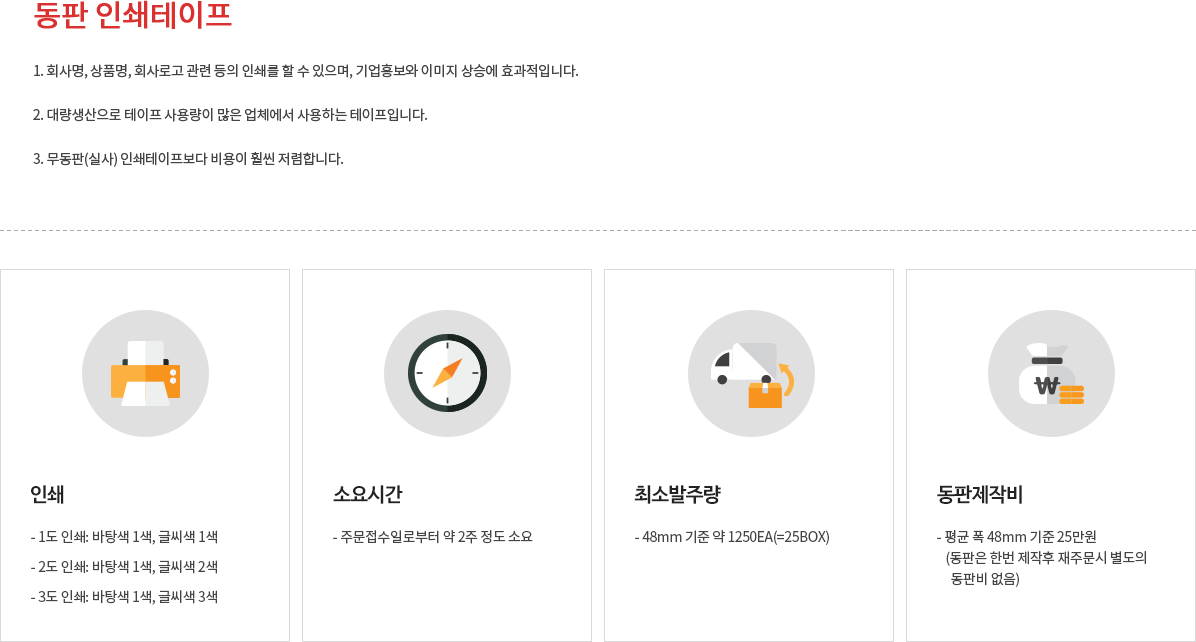 동판 인쇄테이프
1. 회사명, 상품명, 회사로고 관련 등의 인쇄를 할 수 있으며, 기업홍보와 이미지 상승에 효과적입니다.
2. 대량생산으로 테이프 사용량이 많은 업체에서 사용하는 테이프입니다.
3. 무동판(실사) 인쇄테이프보다 비용이 훨씬 저렴합니다.
인쇄
- 1도 인쇄: 바탕색 1색, 글씨색 1색
- 2도 인쇄: 바탕색 1색, 글씨색 2색
- 3도 인쇄: 바탕색 1색, 글씨색 3색
소요시간
- 주문접수일로부터 약 2주 정도 소요
최소발주량
- 48mm 기준 약 1250EA(=25BOX)
₩
동판제작비
- 평균 폭 48mm 기준 25만원
(동판은 한번 제작후 재주문시 별도의
동판비 없음)